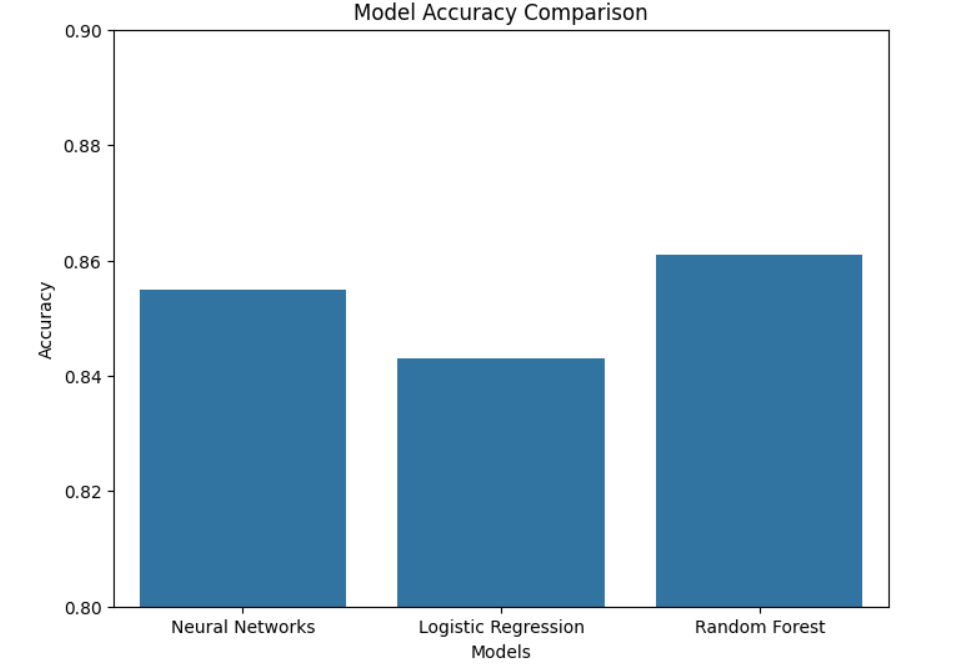 Model Accuracy Comparison
0.90
0.88
0.86
0.84
0.82
0.80
Accuracy
Neural Networks
Logistic Regression
Random Forest
Models